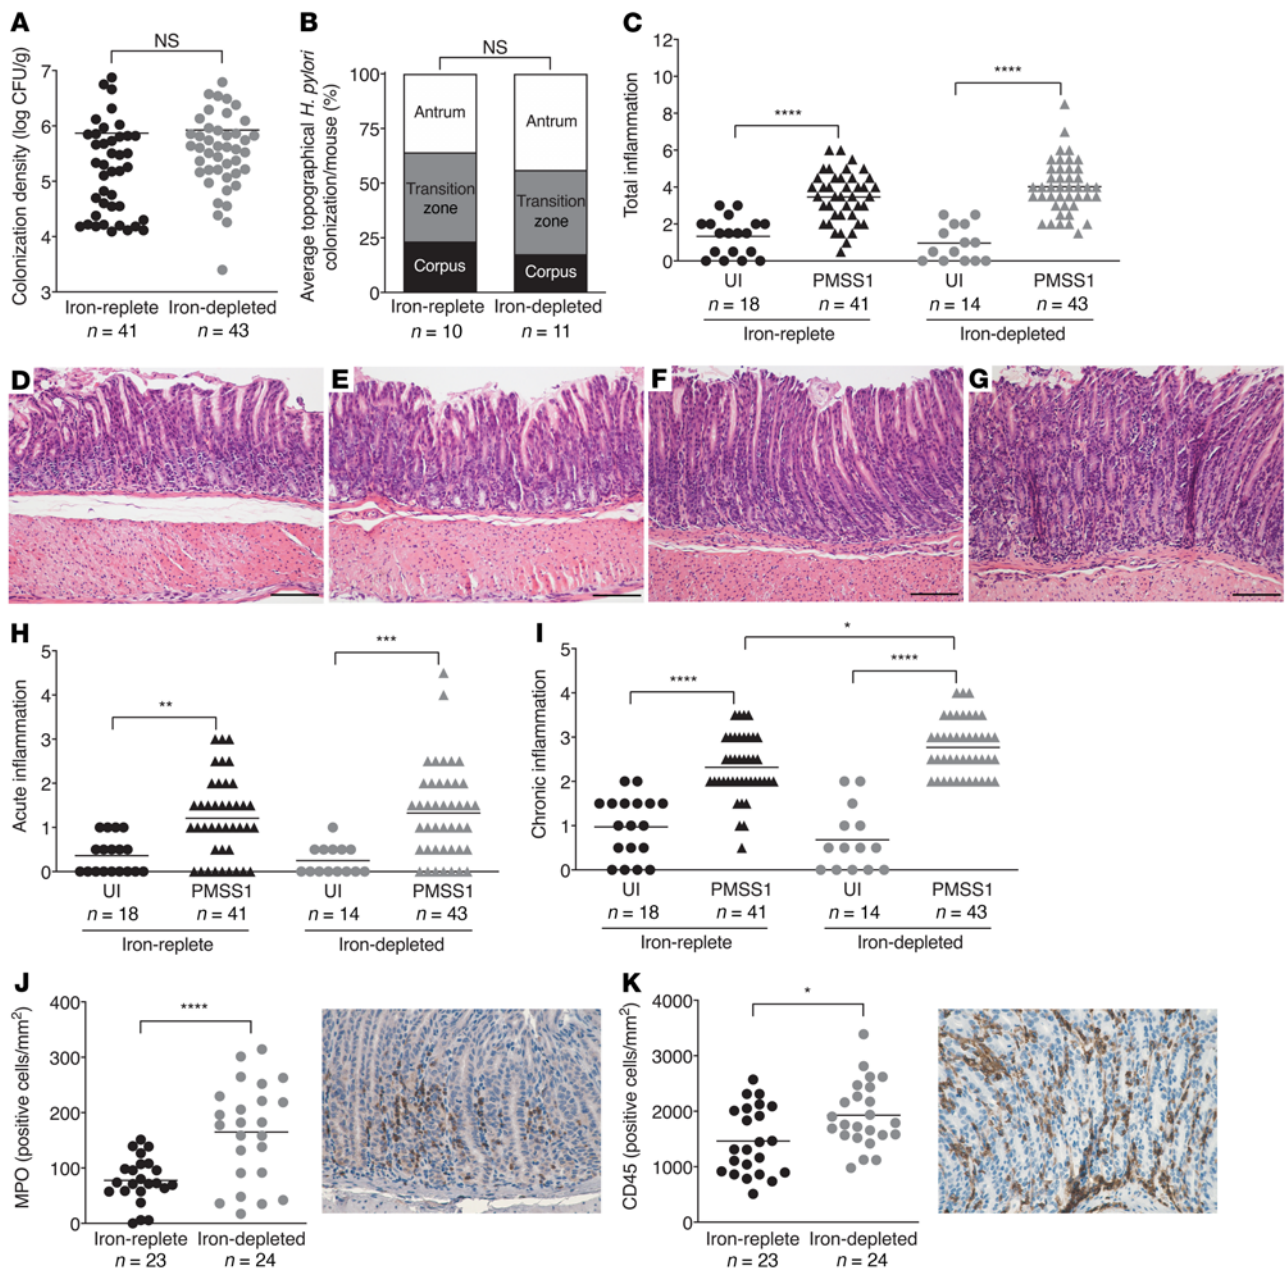 A
Colonization density (log CFU/g)
7
6
5
4
3
NS
Iron-replete
n = 41
Iron-depleted
n = 43
B
Average topographical H. pylori
colonization/mouse (%)
100
75
50
25
0
NS
Antrum
Transition
zone
Corpus
Antrum
Transition
zone
Corpus
Iron-replete
n = 10
Iron-depleted
n = 11
C
Total inflammation
12
10
8
6
4
2
0
****
****
UI
n = 18
PMSS1
n = 41
UI
n = 14
PMSS1
n = 43
Iron-replete
Iron-depleted
D
E
F
G
H
Acute inflammation
5
4
3
2
1
0
**
***
UI
n = 18
PMSS1
n = 41
UI
n = 14
PMSS1
n = 43
Iron-replete
Iron-depleted
I
Chronic inflammation
5
4
3
2
1
0
****
*
****
UI
n = 18
PMSS1
n = 41
UI
n = 14
PMSS1
n = 43
Iron-replete
Iron-depleted
J
MPO (positive cells/mm²)
400
300
200
100
0
****
Iron-replete
n = 23
Iron-depleted
n = 24
K
CD45 (positive cells/mm²)
4000
3000
2000
1000
0
*
Iron-replete
n = 23
Iron-depleted
n = 24